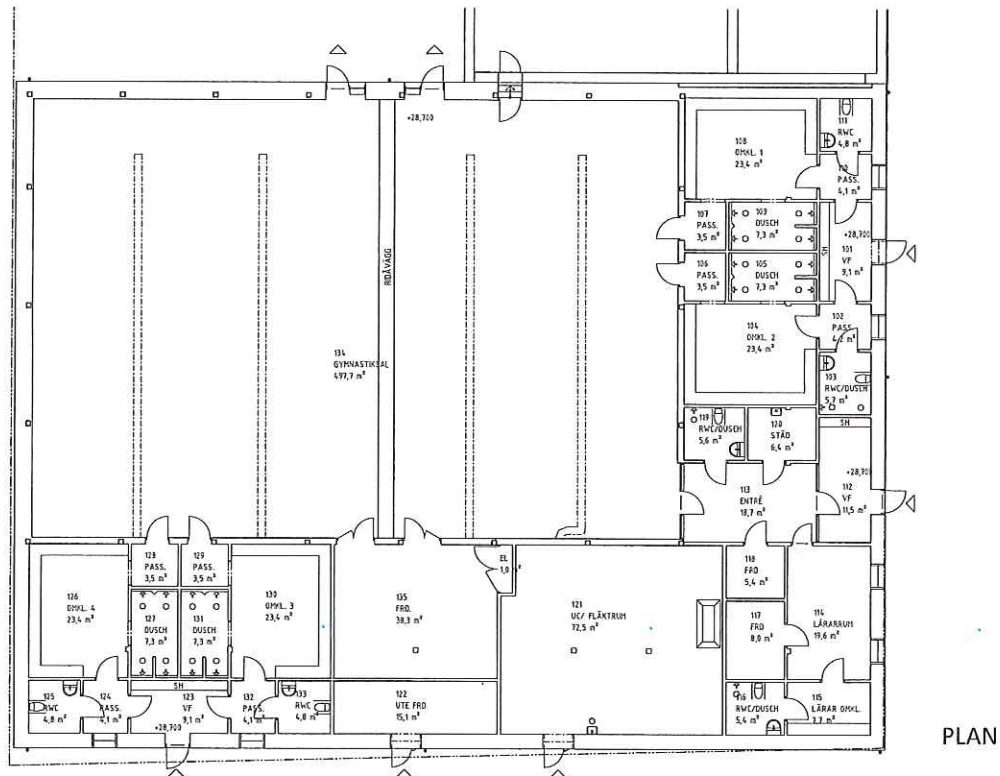 +28,700
111
RWC
4,8 m²
108
OMKL. 1
23,4 m²
PASS.
4,1 m²
107
PASS.
3,5 m²
DUSCH
7,3 m²
+28,700
101
VF
9,1 m²
SH
106
PASS.
3,5 m²
105
DUSCH
7,3 m²
RIDÅVÄGG
102
PASS.
104
OMKL. 2
23,4 m²
134
GYMNASTIKSAL
497,7 m²
103
RWC/DUSCH
5,7 m²
119
RWC/DUSCH
5,6 m²
120
STÄD
6,4 m²
SH
+28,700
112
VF
11,5 m²
113
ENTRÉ
18,7 m²
128
PASS.
3,5 m²
129
PASS.
3,5 m²
EL
1,0 m²
118
FRD
5,4 m²
126
OMKL. 4
23,4 m²
127
DUSCH
7,3 m²
131
DUSCH
7,3 m²
130
OMKL. 3
23,4 m²
135
FRD.
38,3 m²
121
UC/ FLÄKTRUM
72,5 m²
117
FRD
8,0 m²
114
LÄRARRUM
19,6 m²
125
RWC
4,8 m²
124
PASS.
4,1 m²
SH
123
VF
9,1 m²
+28,700
132
PASS.
4,1 m²
133
RWC
4,8 m²
122
UTE FRD
15,1 m²
116
RWC/DUSCH
5,4 m²
115
LÄRAR OMKL.
PLAN